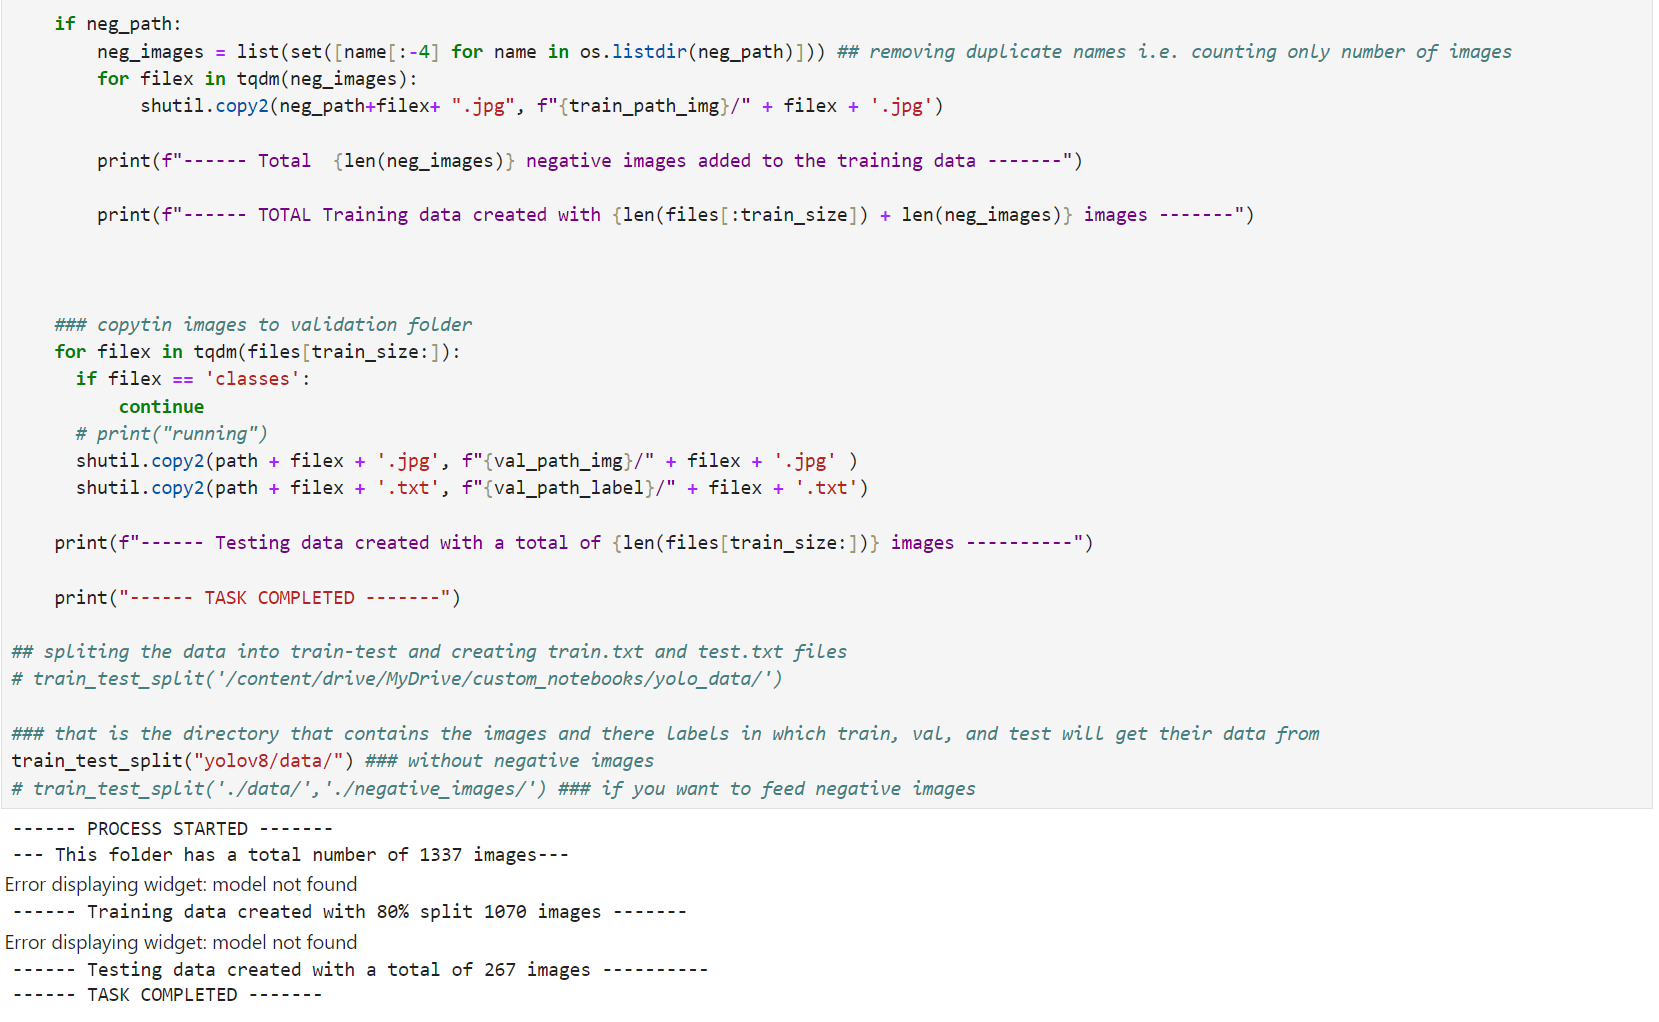 if neg_path:
neg_images = list(set([name[:-4] for name in os.listdir(neg_path)])) ## removing duplicate names i.e. counting only number of images
for filex in tqdm(neg_images):
shutil.copy2(neg_path+filex+ ".jpg", f"{train_path_img}/" + filex + '.jpg')
print(f"------ Total  {len(neg_images)} negative images added to the training data -------")
print(f"------ TOTAL Training data created with {len(files[:train_size]) + len(neg_images)} images -------")
### copytin images to validation folder
for filex in tqdm(files[train_size:]):
if filex == 'classes':
continue
# print("running")
shutil.copy2(path + filex + '.jpg', f"{val_path_img}/" + filex + '.jpg' )
shutil.copy2(path + filex + '.txt', f"{val_path_label}/" + filex + '.txt')
print(f"------ Testing data created with a total of {len(files[train_size:])} images ----------")
print("------ TASK COMPLETED -------")
## spliting the data into train-test and creating train.txt and test.txt files
# train_test_split('/content/drive/MyDrive/custom_notebooks/yolo_data/')
### that is the directory that contains the images and there labels in which train, val, and test will get their data from
train_test_split("yolov8/data/") ### without negative images
# train_test_split('./data/','./negative_images/') ### if you want to feed negative images
------ PROCESS STARTED -------
--- This folder has a total number of 1337 images---
Error displaying widget: model not found
------ Training data created with 80% split 1070 images -------
Error displaying widget: model not found
------ Testing data created with a total of 267 images ----------
------ TASK COMPLETED -------